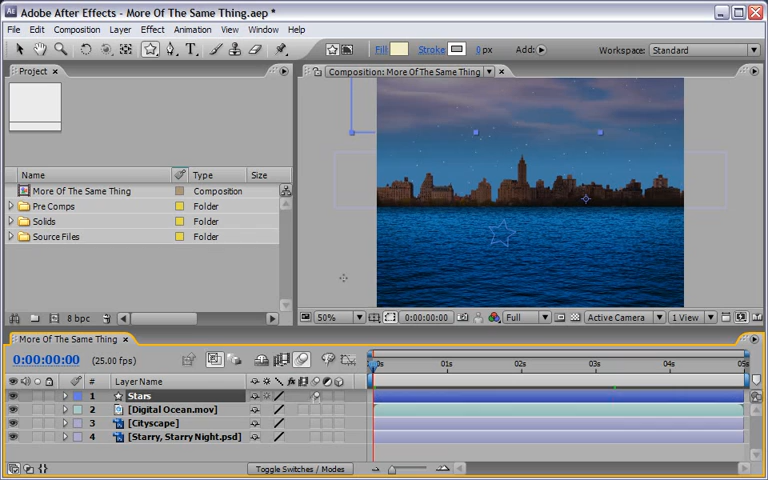 Ae Adobe After Effects - More Of The Same Thing.aep *
File Edit Composition Layer Effect Animation View Window Help
T Fill Stroke 0 px Add: Workspace: Standard
Project × Composition: More Of The Same Thing ×
Name Type Size
More Of The Same Thing Composition
Pre Comps Folder
Solids Folder
Source Files Folder
8 bpc 50% 0:00:00:00 Full Active Camera 1 View
More Of The Same Thing ×
0:00:00:00 (25.00 fps) 01s 02s 03s 04s 05s
# Layer Name
1 Stars
2 [Digital Ocean.mov]
3 [Cityscape]
4 [Starry, Starry Night.psd]
Toggle Switches / Modes